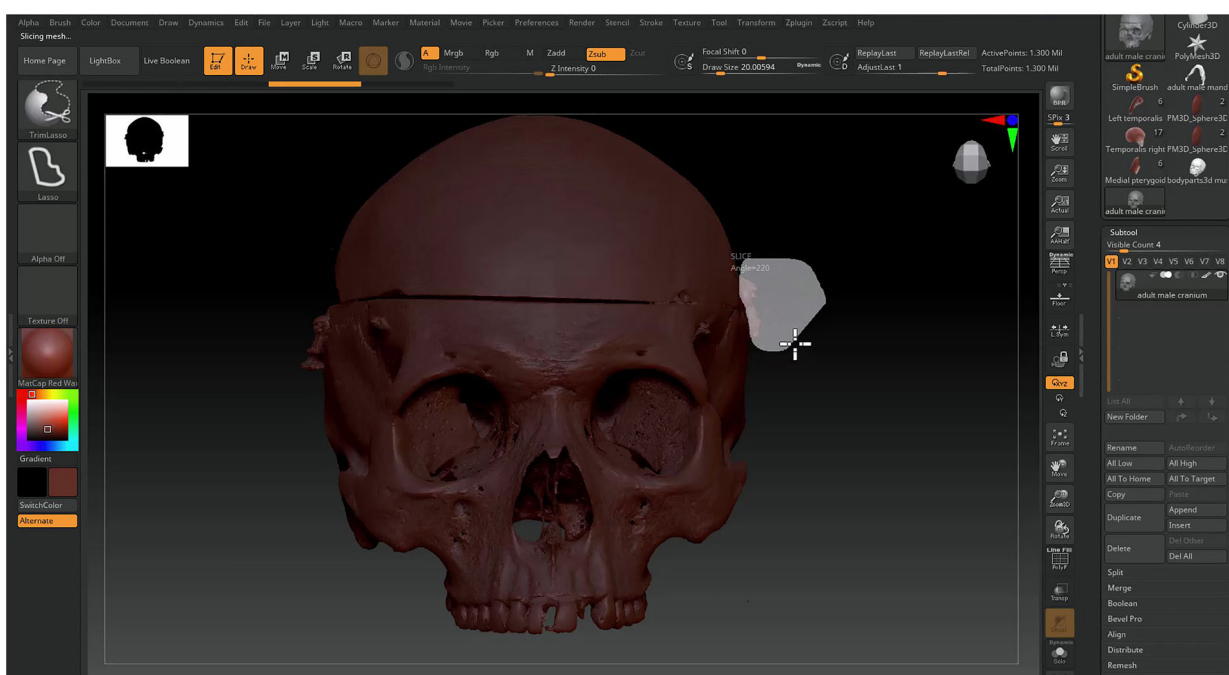 Alpha Brush Color Document Draw Dynamics Edit File Layer Light Macro Marker Material Movie Picker Preferences Render Stencil Stroke Texture Tool Transform Zplugin Zscript Help
Slicing mesh...
Home Page LightBox Live Boolean Edit Draw Move Scale Rotate
A Mrgb Rgb M Zadd Zsub Zcut
Rgb Intensity Z Intensity 0
S Focal Shift 0
Draw Size 20.00594 Dynamic
D ReplayLast ReplayLastRel
AdjustLast 1
ActivePoints: 1.300 Mil
TotalPoints: 1.300 Mil
TrimLasso
Lasso
Alpha Off
Texture Off
MatCap Red Wax
Gradient
SwitchColor
Alternate
SLICE
Angle=220
BPR
SPix 3
Scroll
Zoom
Actual
AAHalf
Dynamic
Persp
Floor
L.Sym
XYZ
Frame
Move
Zoom3D
Rotate
Line Fill
PolyF
Transp
Dynamic
Solo
Cylinder3D
adult male crani PolyMesh3D
SimpleBrush adult male mand
6 2
Left temporalis PM3D_Sphere3D
17 2
Temporalis right PM3D_Sphere3D
6
Medial pterygoid bodyparts3d mu
adult male crani
Subtool
Visible Count 4
V1 V2 V3 V4 V5 V6 V7 V8
adult male cranium
List All
New Folder
Rename AutoReorder
All Low All High
All To Home All To Target
Copy Paste
Duplicate Append
Insert
Delete Del Other
Del All
Split
Merge
Boolean
Bevel Pro
Align
Distribute
Remesh